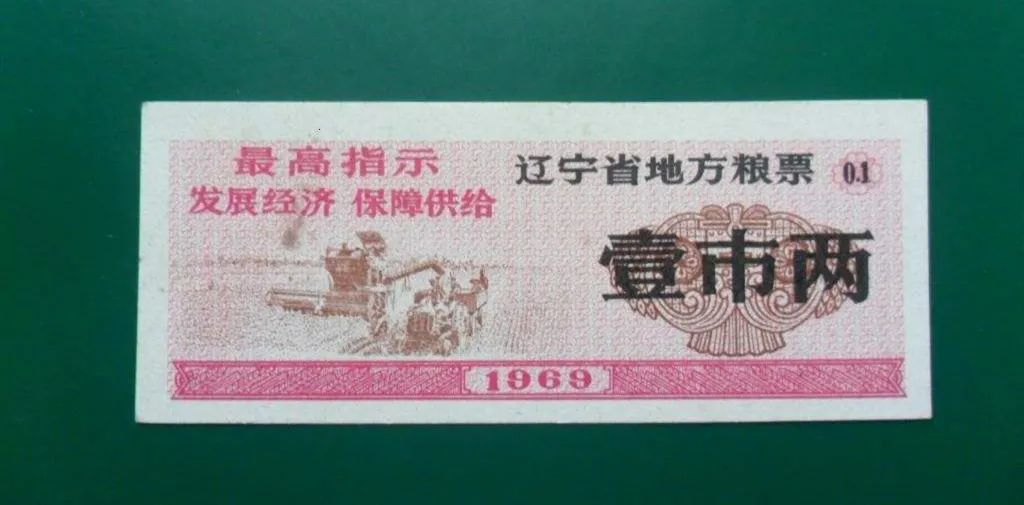 最高指示
发展经济 保障供给
辽宁省地方粮票 0.1
壹市两
1969